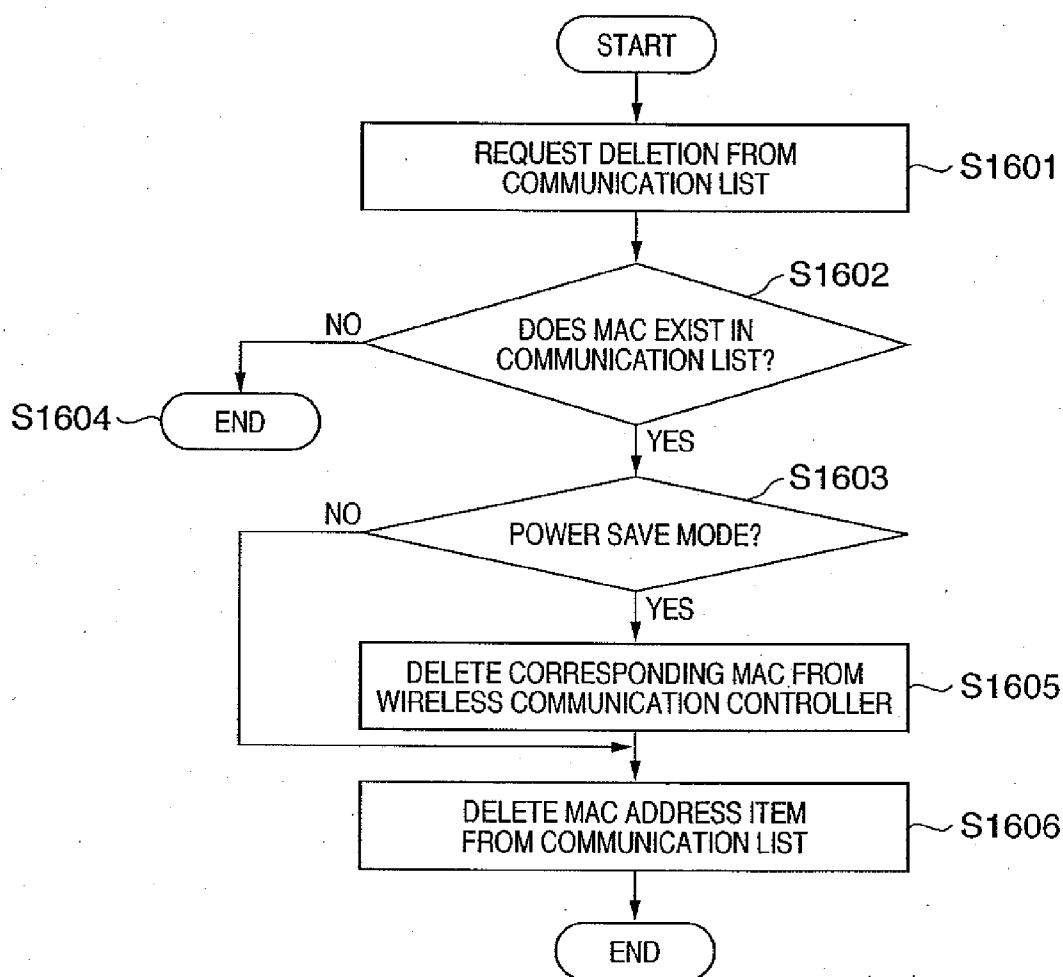 START
REQUEST DELETION FROM
COMMUNICATION LIST
S1601
S1602
DOES MAC EXIST IN
COMMUNICATION LIST?
NO
YES
S1604
END
S1603
POWER SAVE MODE?
NO
YES
DELETE CORRESPONDING MAC FROM
WIRELESS COMMUNICATION CONTROLLER
S1605
DELETE MAC ADDRESS ITEM
FROM COMMUNICATION LIST
S1606
END